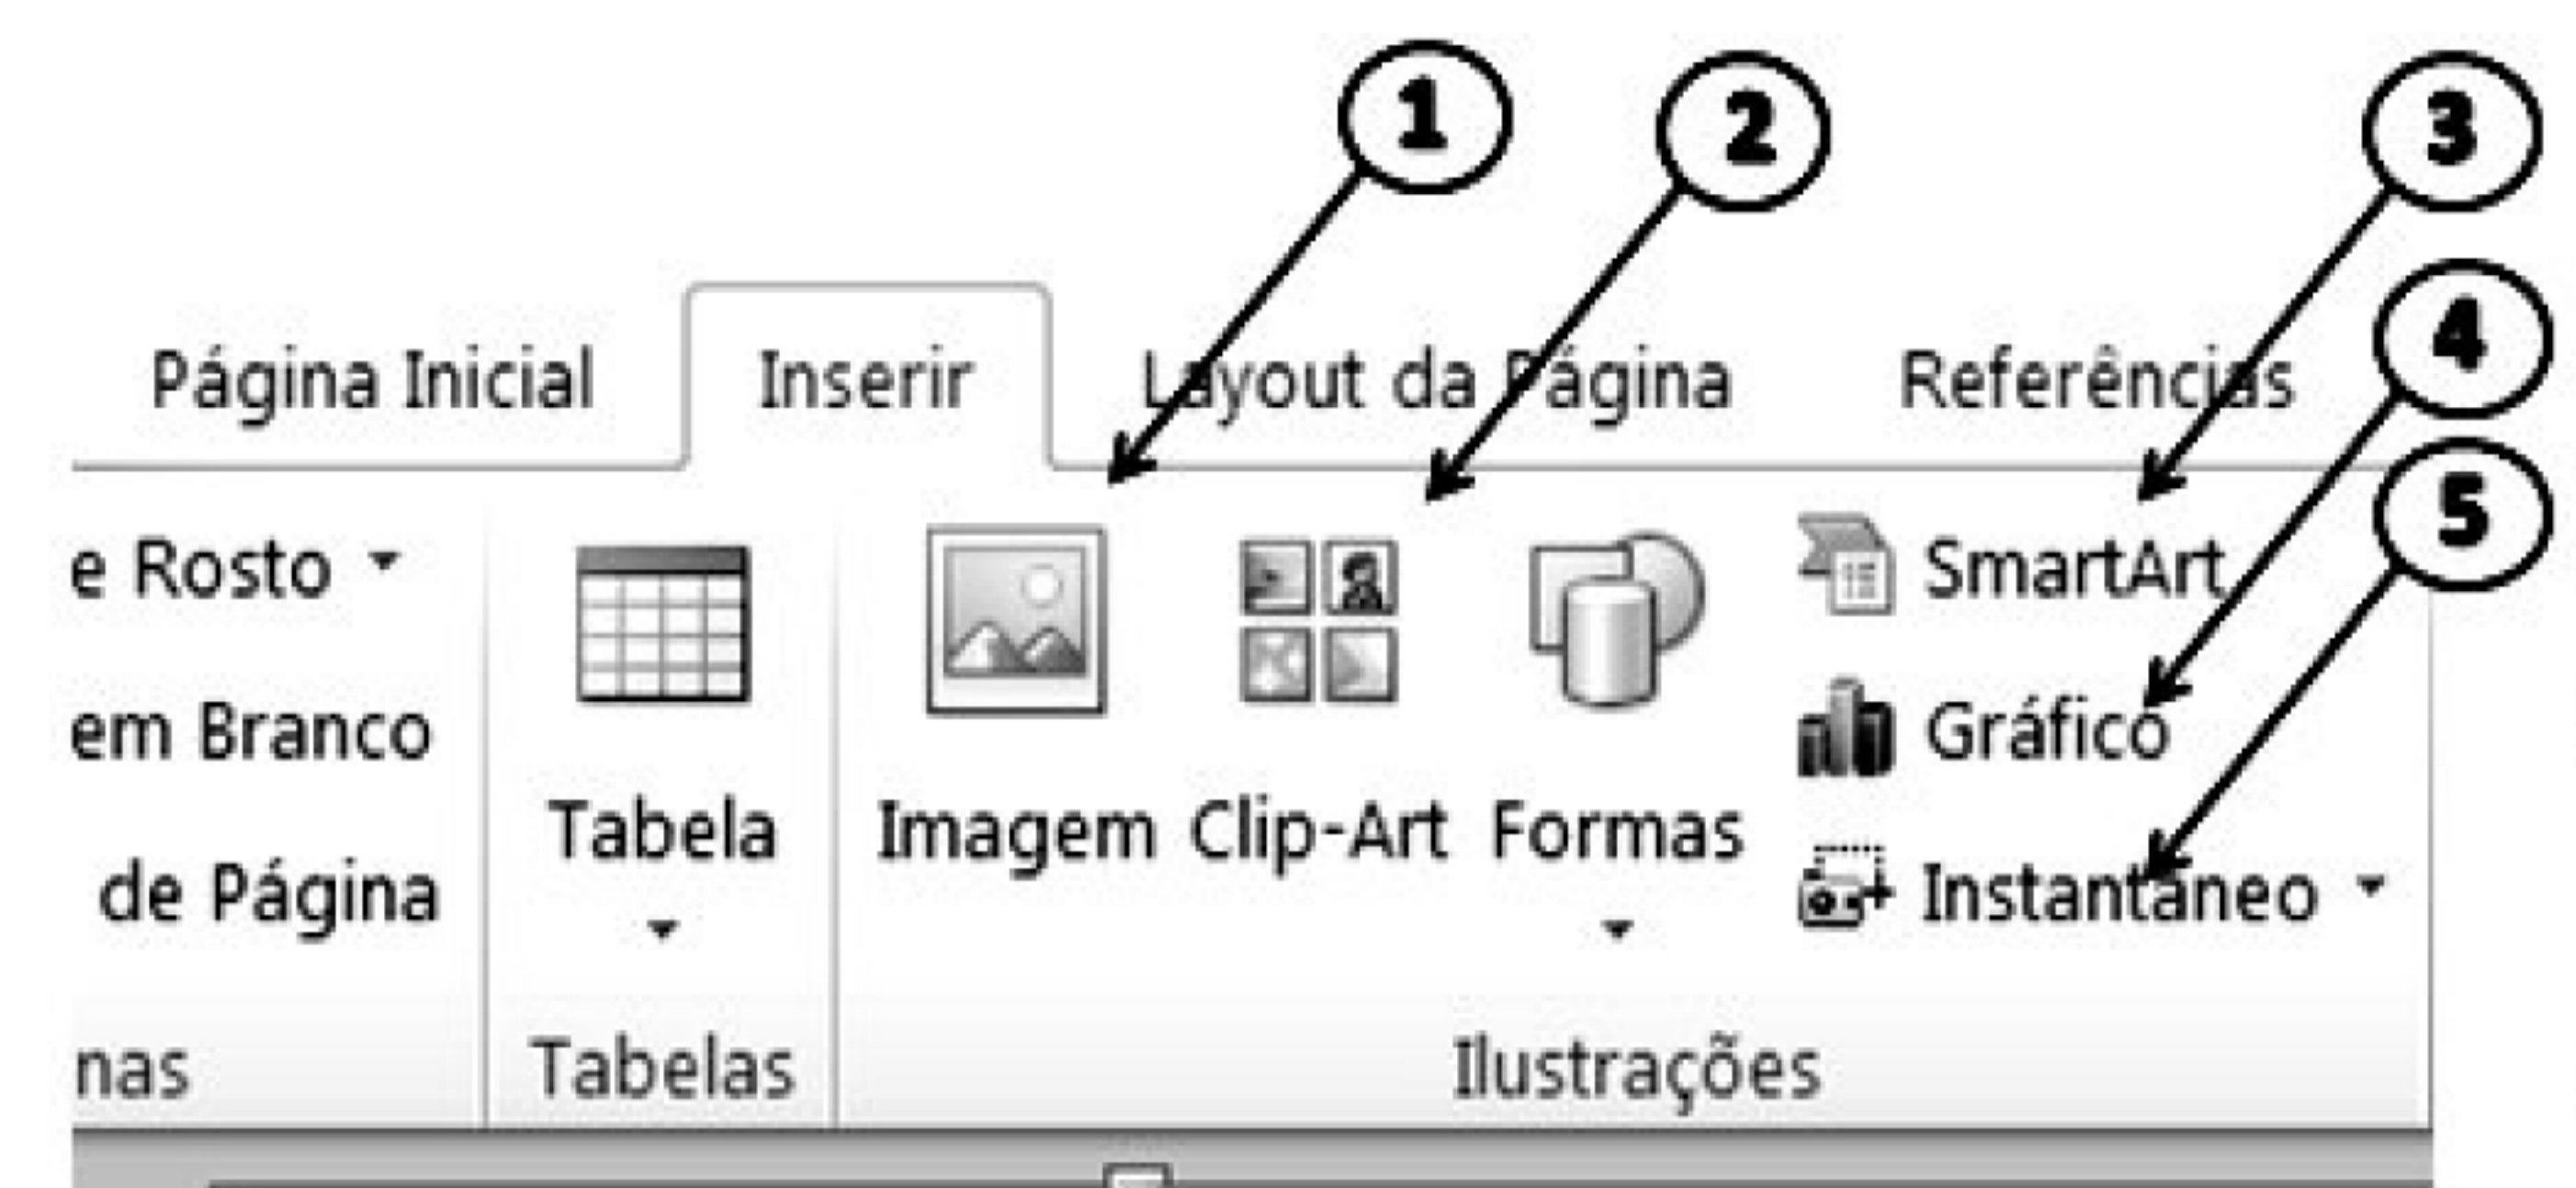 1
2
3
4
5
Página Inicial Inserir Layout da Página Referências
e Rosto
em Branco
de Página
nas
Tabela
Tabelas
Imagem Clip-Art Formas
SmartArt
Gráfico
Instantâneo
Ilustrações